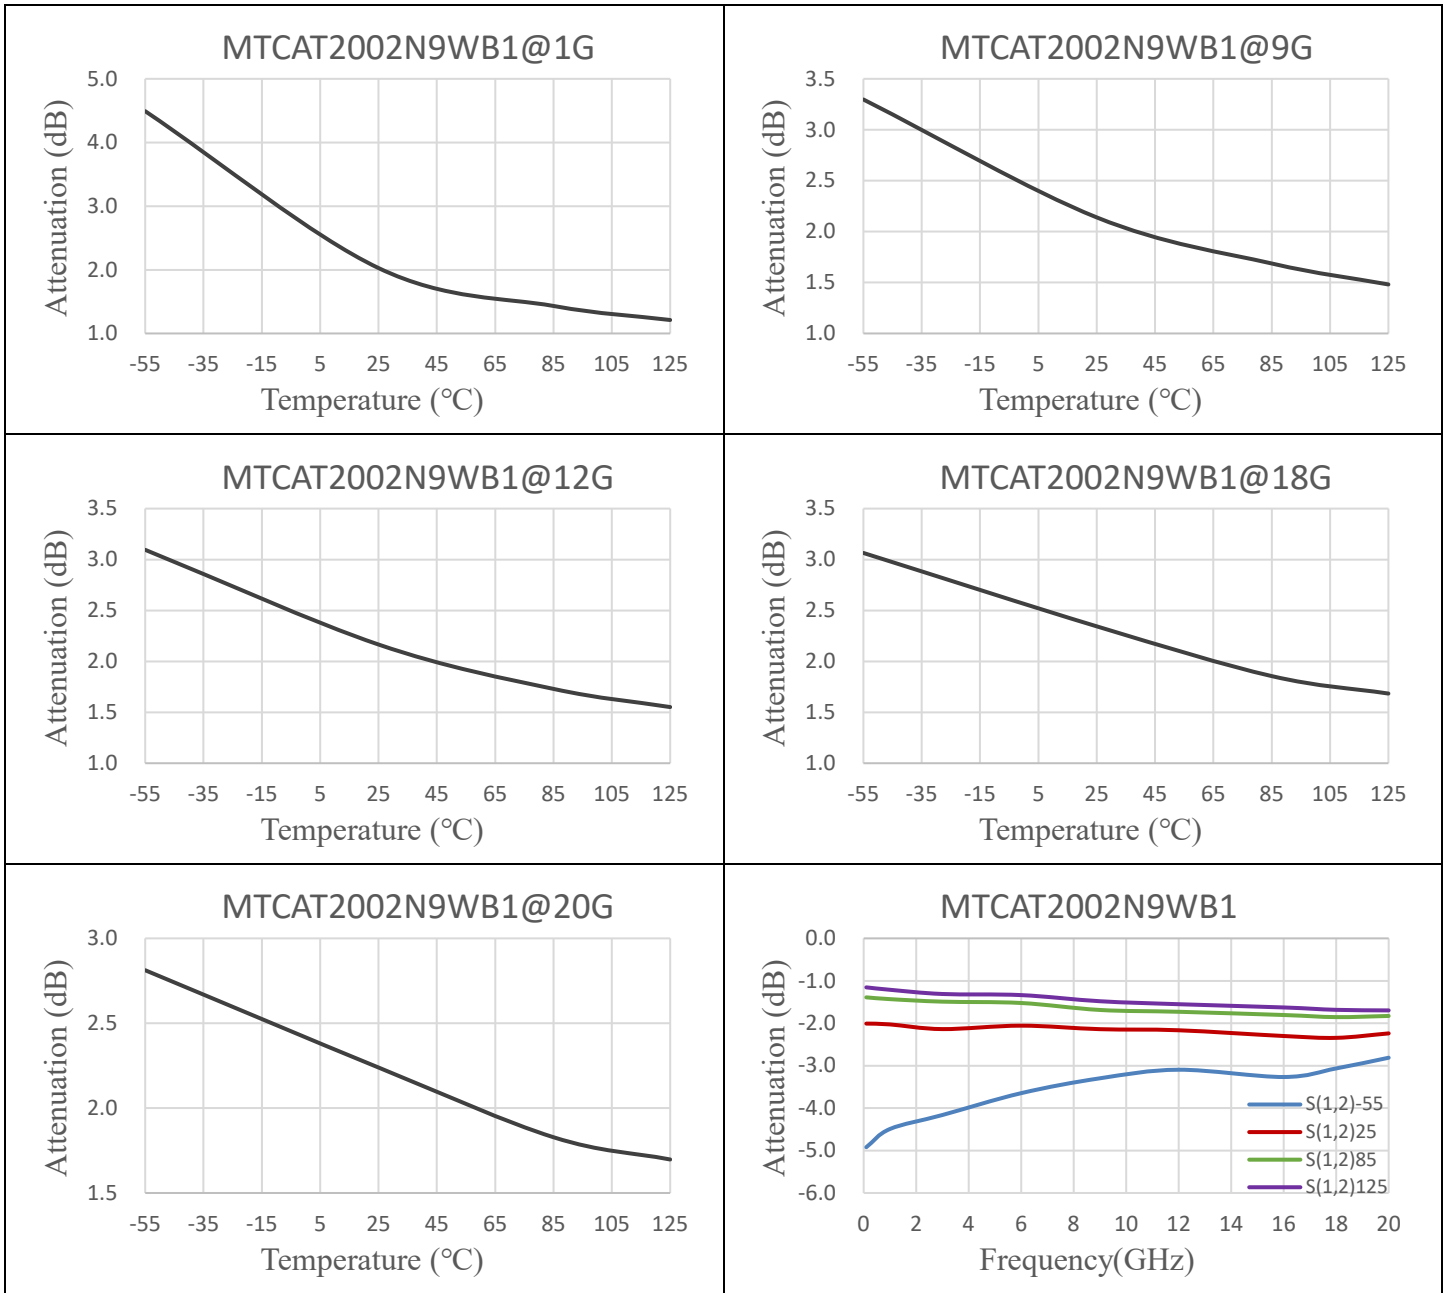 MTCAT2002N9WB1@1G
5.0
4.0
3.0
2.0
1.0
Attenuation (dB)
-55 -35 -15 5 25 45 65 85 105 125
Temperature (℃)
MTCAT2002N9WB1@9G
3.5
3.0
2.5
2.0
1.5
1.0
Attenuation (dB)
-55 -35 -15 5 25 45 65 85 105 125
Temperature (℃)
MTCAT2002N9WB1@12G
3.5
3.0
2.5
2.0
1.5
1.0
Attenuation (dB)
-55 -35 -15 5 25 45 65 85 105 125
Temperature (℃)
MTCAT2002N9WB1@18G
3.5
3.0
2.5
2.0
1.5
1.0
Attenuation (dB)
-55 -35 -15 5 25 45 65 85 105 125
Temperature (℃)
MTCAT2002N9WB1@20G
3.0
2.5
2.0
1.5
Attenuation (dB)
-55 -35 -15 5 25 45 65 85 105 125
Temperature (℃)
MTCAT2002N9WB1
0.0
-1.0
-2.0
-3.0
-4.0
-5.0
-6.0
Attenuation (dB)
S(1,2)-55
S(1,2)25
S(1,2)85
S(1,2)125
0 2 4 6 8 10 12 14 16 18 20
Frequency(GHz)